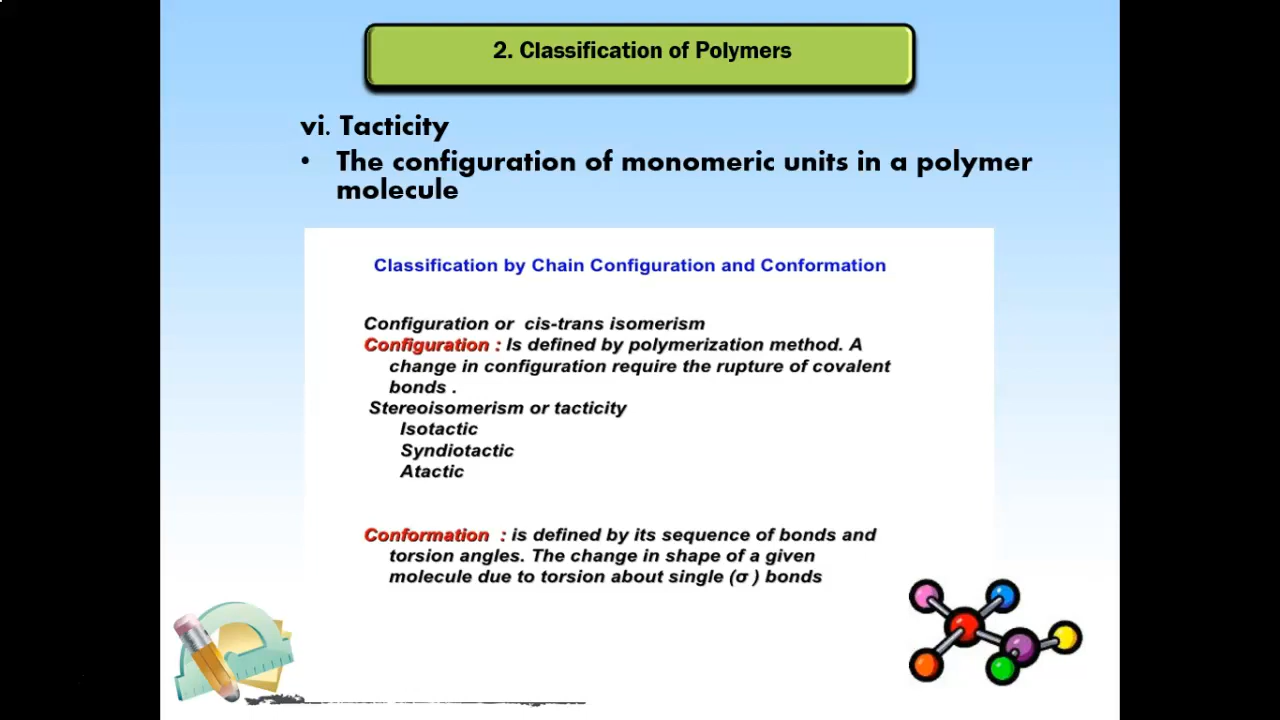 2. Classification of Polymers
vi. Tacticity
• The configuration of monomeric units in a polymer
molecule
Classification by Chain Configuration and Conformation
Configuration or cis-trans isomerism
Configuration : Is defined by polymerization method. A
change in configuration require the rupture of covalent
bonds .
Stereoisomerism or tacticity
Isotactic
Syndiotactic
Atactic
Conformation : is defined by its sequence of bonds and
torsion angles. The change in shape of a given
molecule due to torsion about single (σ ) bonds